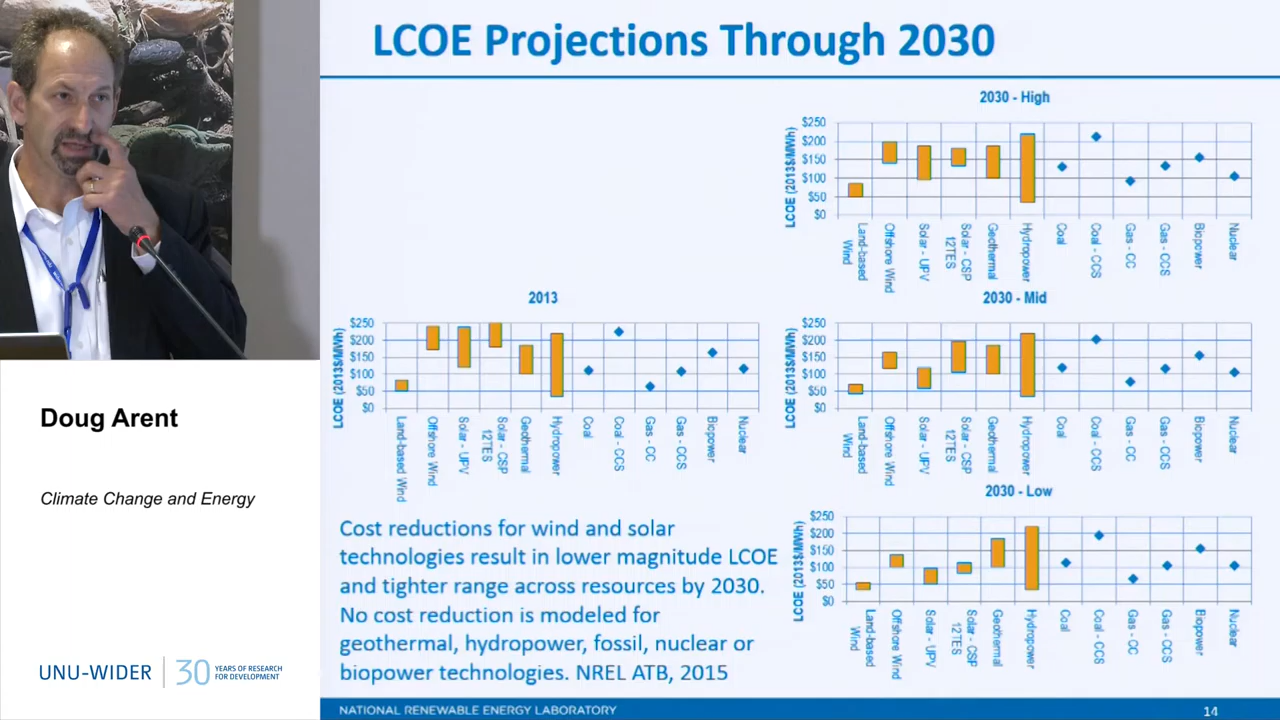 LCOE Projections Through 2030
2030 - High
LCOE (2013$/MWh)
$250
$200
$150
$100
$50
$0
Land-based Wind
Offshore Wind
Solar - UPV
Solar - CSP 12TES
Geothermal
Hydropower
Coal
Coal - CCS
Gas - CC
Gas - CCS
Biopower
Nuclear
2013
LCOE (2013$/MWh)
$250
$200
$150
$100
$50
$0
Land-based Wind
Offshore Wind
Solar - UPV
Solar - CSP 12TES
Geothermal
Hydropower
Coal
Coal - CCS
Gas - CC
Gas - CCS
Biopower
Nuclear
2030 - Mid
LCOE (2013$/MWh)
$250
$200
$150
$100
$50
$0
Land-based Wind
Offshore Wind
Solar - UPV
Solar - CSP 12TES
Geothermal
Hydropower
Coal
Coal - CCS
Gas - CC
Gas - CCS
Biopower
Nuclear
2030 - Low
LCOE (2013$/MWh)
$250
$200
$150
$100
$50
$0
Land-based Wind
Offshore Wind
Solar - UPV
Solar - CSP 12TES
Geothermal
Hydropower
Coal
Coal - CCS
Gas - CC
Gas - CCS
Biopower
Nuclear
Cost reductions for wind and solar
technologies result in lower magnitude LCOE
and tighter range across resources by 2030.
No cost reduction is modeled for
geothermal, hydropower, fossil, nuclear or
biopower technologies. NREL ATB, 2015
NATIONAL RENEWABLE ENERGY LABORATORY
14
Doug Arent
Climate Change and Energy
UNU-WIDER
30 YEARS OF RESEARCH
FOR DEVELOPMENT